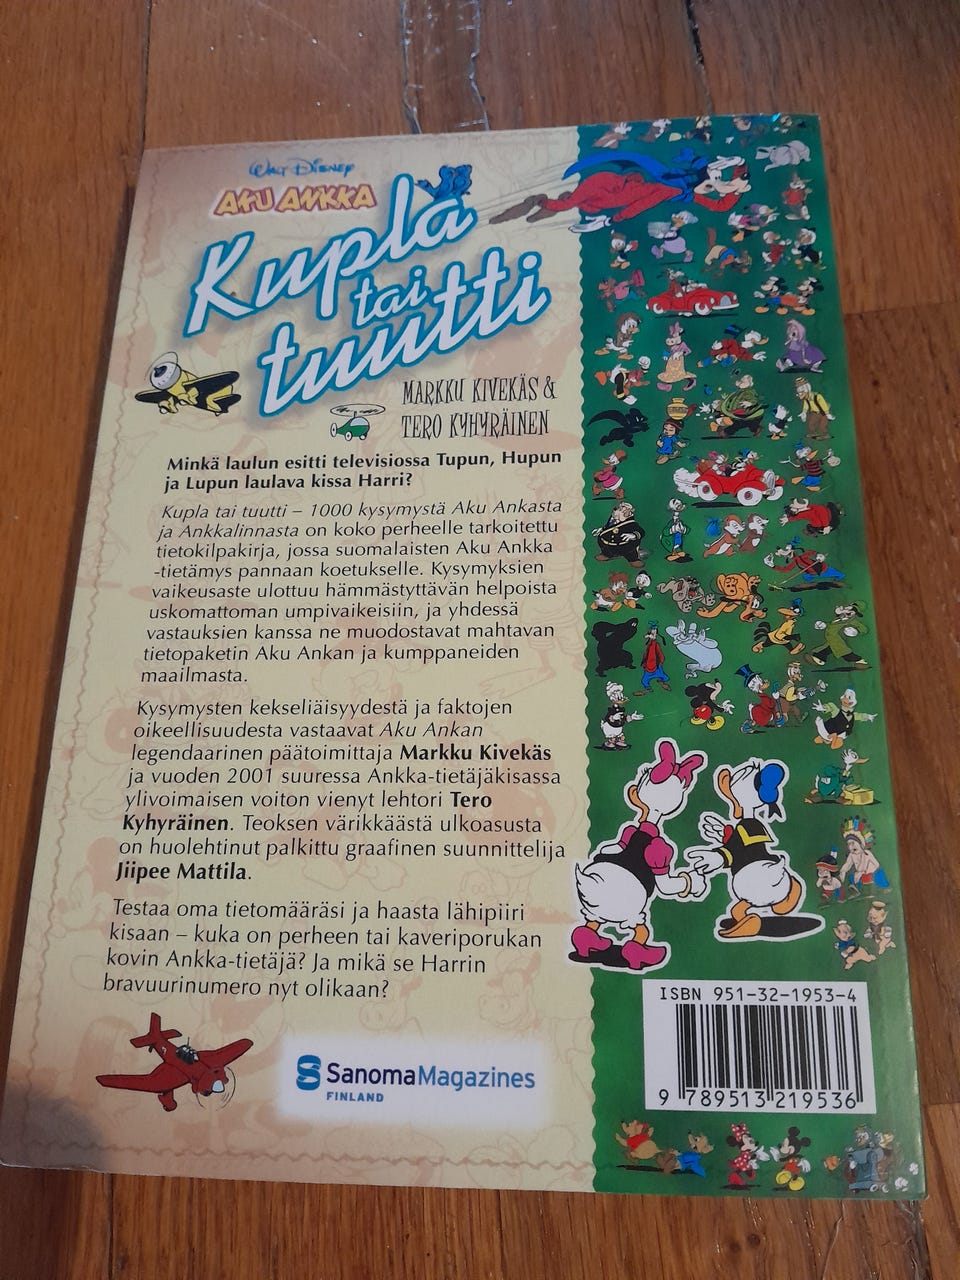 WALT DISNEY
AKU ANKKA
Kupla
tai
tuutti
MARKKU KIVEKÄS &
TERO KYHYRÄINEN
Minkä laulun esitti televisiossa Tupun, Hupun
ja Lupun laulava kissa Harri?
Kupla tai tuutti – 1000 kysymystä Aku Ankasta
ja Ankkalinnasta on koko perheelle tarkoitettu
tietokilpakirja, jossa suomalaisten Aku Ankka
-tietämys pannaan koetukselle. Kysymyksien
vaikeusaste ulottuu hämmästyttävän helpoista
uskomattoman umpivaikeisiin, ja yhdessä
vastauksien kanssa ne muodostavat mahtavan
tietopaketin Aku Ankan ja kumppaneiden
maailmasta.
Kysymysten kekseliäisyydestä ja faktojen
oikeellisuudesta vastaavat Aku Ankan
legendaarinen päätoimittaja Markku Kivekäs
ja vuoden 2001 suuressa Ankka-tietäjäkisassa
ylivoimaisen voiton vienyt lehtori Tero
Kyhyräinen. Teoksen värikkäästä ulkoasusta
on huolehtinut palkittu graafinen suunnittelija
Jiipee Mattila.
Testaa oma tietomääräsi ja haasta lähipiiri
kisaan – kuka on perheen tai kaveriporukan
kovin Ankka-tietäjä? Ja mikä se Harrin
bravuurinumero nyt olikaan?
SanomaMagazines
FINLAND
ISBN 951-32-1953-4
9 789513 219536